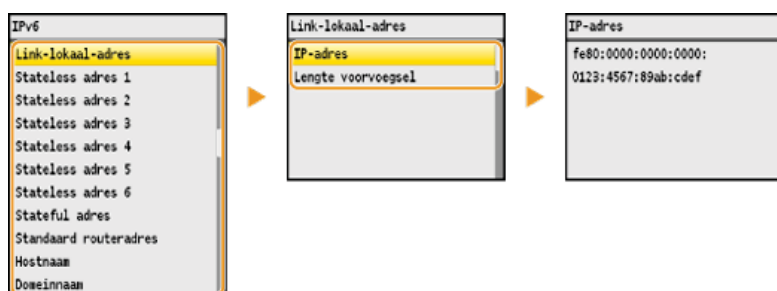 IPv6
Link-lokaal-adres
Stateless adres 1
Stateless adres 2
Stateless adres 3
Stateless adres 4
Stateless adres 5
Stateless adres 6
Stateful adres
Standaard routeradres
Hostnaam
Domeinnaam
Link-lokaal-adres
IP-adres
Lengte voorvoegsel
IP-adres
fe80:0000:0000:0000:
0123:4567:89ab:cdef